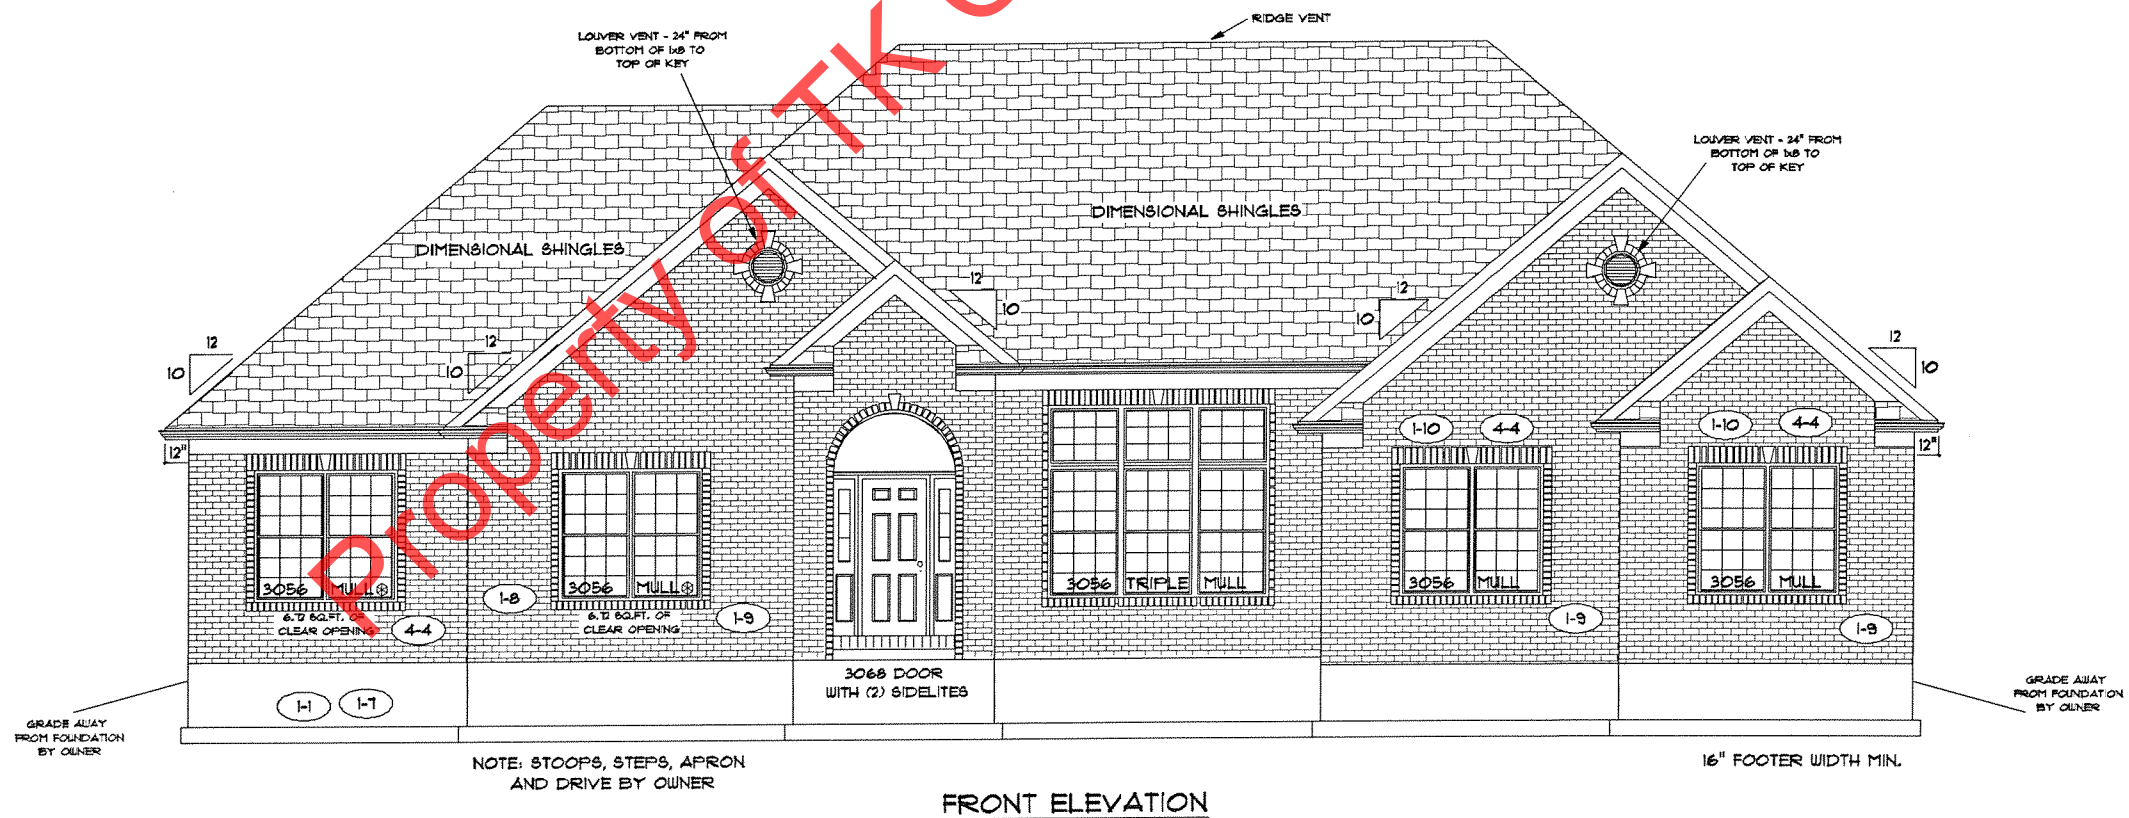 RIDGE VENT
LOUVER VENT - 24" FROM
BOTTOM OF 1x8 TO
TOP OF KEY
LOUVER VENT - 24" FROM
BOTTOM OF 1x8 TO
TOP OF KEY
Property of TK
DIMENSIONAL SHINGLES
DIMENSIONAL SHINGLES
12
10
12
10
12
10
12
10
12
10
12"
12"
1-10
4-4
1-10
4-4
3056 MULL
3056 MULL
3056 TRIPLE MULL
3056 MULL
3056 MULL
6.72 SQ.FT. OF
CLEAR OPENING
4-4
1-8
6.72 SQ.FT. OF
CLEAR OPENING
1-9
1-9
1-9
3068 DOOR
WITH (2) SIDELITES
1-1
1-7
GRADE AWAY
FROM FOUNDATION
BY OWNER
GRADE AWAY
FROM FOUNDATION
BY OWNER
NOTE: STOOPS, STEPS, APRON
AND DRIVE BY OWNER
16" FOOTER WIDTH MIN.
FRONT ELEVATION